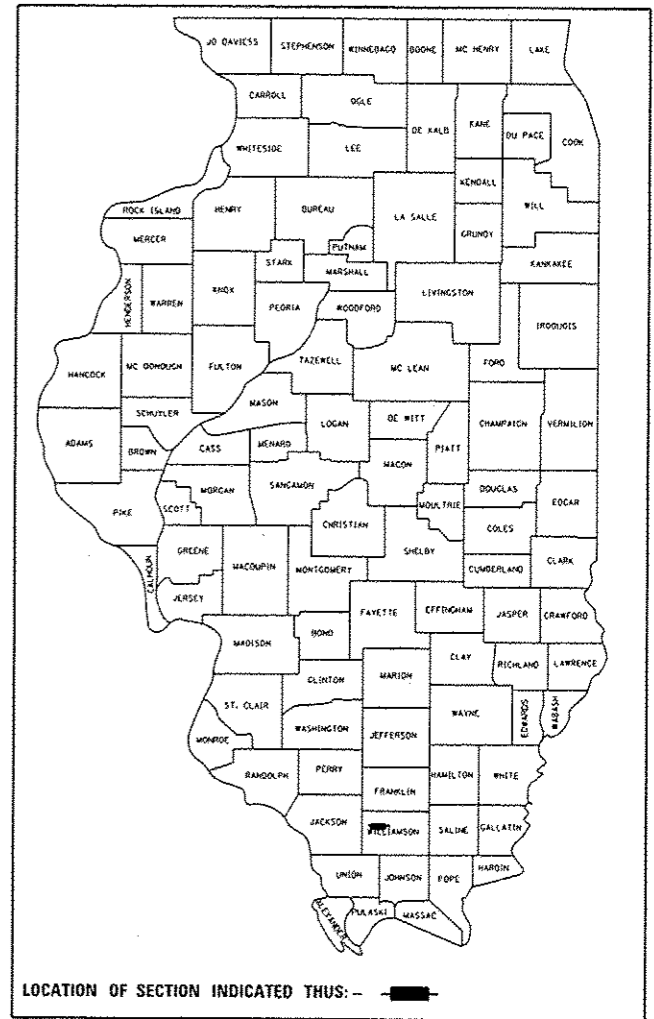 JO DAVIESS STEPHENSON WINNEBAGO BOONE MC HENRY LAKE
CARROLL OGLE DE KALB KANE DU PAGE COOK
WHITESIDE LEE
KENDALL
ROCK ISLAND HENRY BUREAU LA SALLE WILL
MERCER PUTNAM GRUNDY
STARK MARSHALL KANKAKEE
HENDERSON WARREN KNOX PEORIA WOODFORD LIVINGSTON
IROQUOIS
HANCOCK MC DONOUGH FULTON TAZEWELL MC LEAN FORD
MASON
SCHUYLER LOGAN DE WITT CHAMPAIGN VERMILION
ADAMS BROWN CASS MENARD MACON PIATT
PIKE SCOTT MORGAN SANGAMON CHRISTIAN MOULTRIE DOUGLAS EDGAR
COLES
CALHOUN GREENE MACOUPIN MONTGOMERY SHELBY CUMBERLAND CLARK
JERSEY
FAYETTE EFFINGHAM JASPER CRAWFORD
MADISON BOND
CLAY RICHLAND LAWRENCE
CLINTON MARION
ST. CLAIR WAYNE EDWARDS WABASH
MONROE WASHINGTON JEFFERSON
RANDOLPH PERRY HAMILTON WHITE
FRANKLIN
JACKSON WILLIAMSON SALINE GALLATIN
UNION JOHNSON POPE HARDIN
ALEXANDER PULASKI MASSAC
LOCATION OF SECTION INDICATED THUS: -